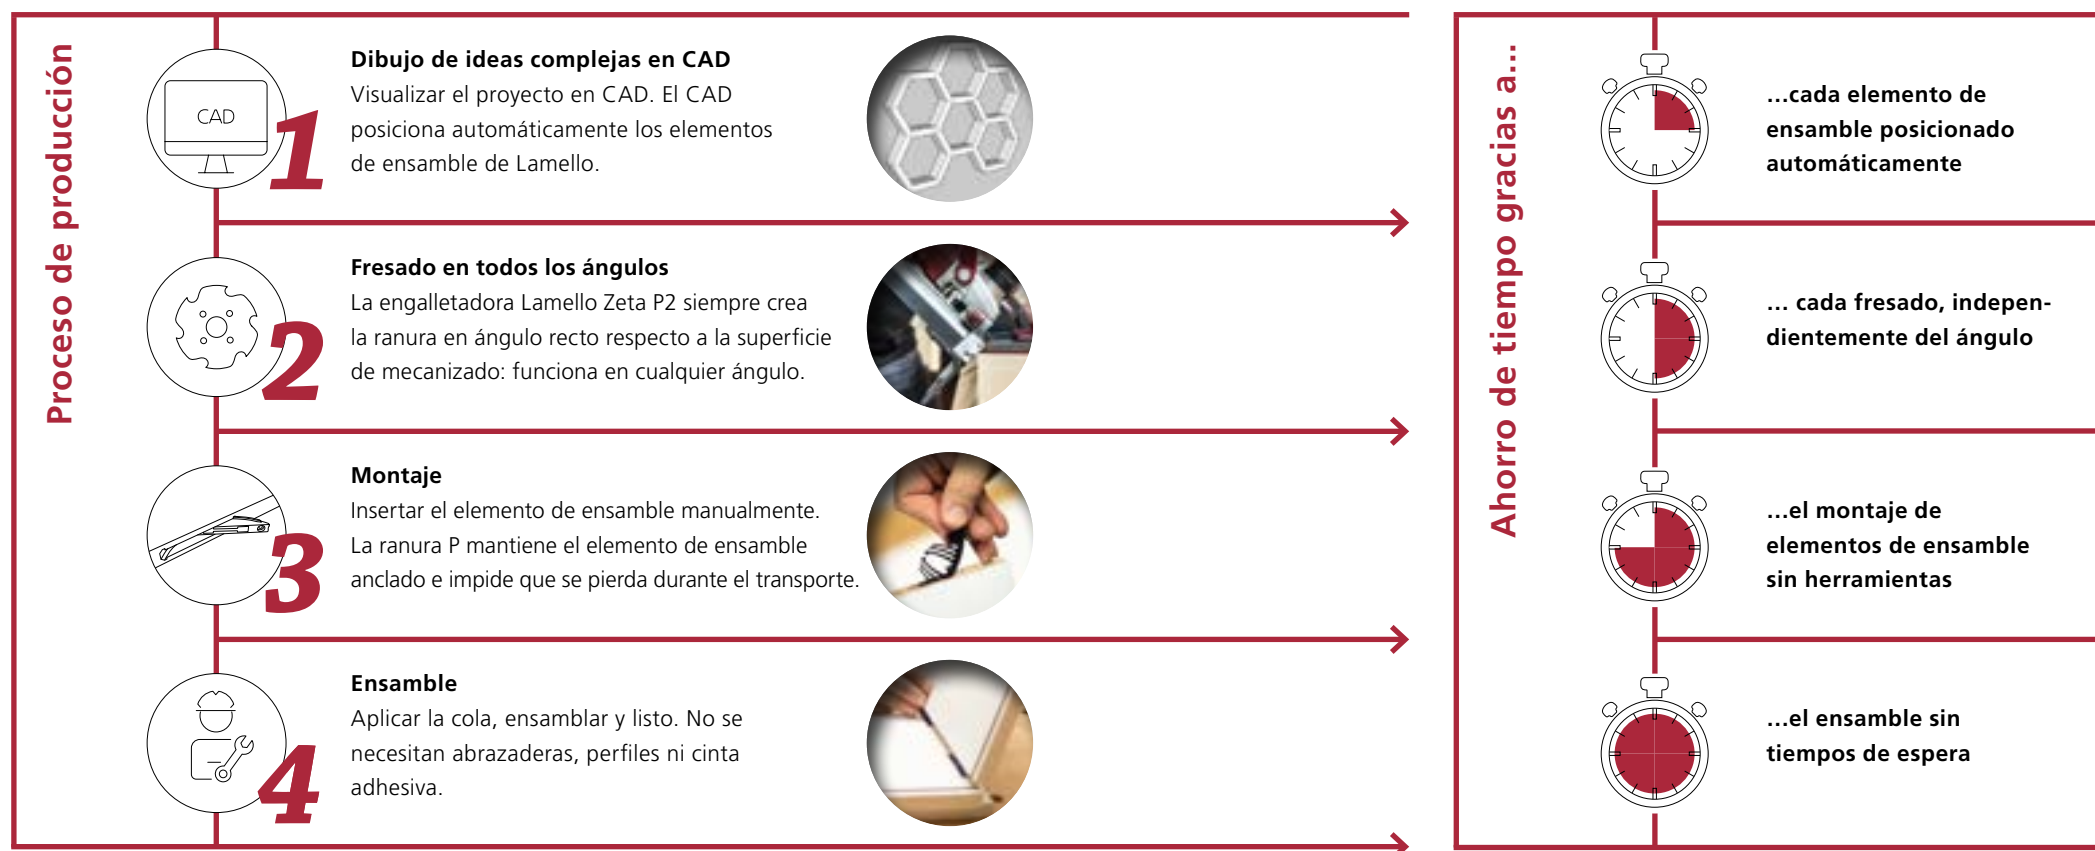 Proceso de producción
CAD
1
Dibujo de ideas complejas en CAD
Visualizar el proyecto en CAD. El CAD
posiciona automáticamente los elementos
de ensamble de Lamello.
2
Fresado en todos los ángulos
La engalletadora Lamello Zeta P2 siempre crea
la ranura en ángulo recto respecto a la superficie
de mecanizado: funciona en cualquier ángulo.
3
Montaje
Insertar el elemento de ensamble manualmente.
La ranura P mantiene el elemento de ensamble
anclado e impide que se pierda durante el transporte.
4
Ensamble
Aplicar la cola, ensamblar y listo. No se
necesitan abrazaderas, perfiles ni cinta
adhesiva.
Ahorro de tiempo gracias a...
...cada elemento de
ensamble posicionado
automáticamente
... cada fresado, indepen-
dientemente del ángulo
...el montaje de
elementos de ensamble
sin herramientas
...el ensamble sin
tiempos de espera